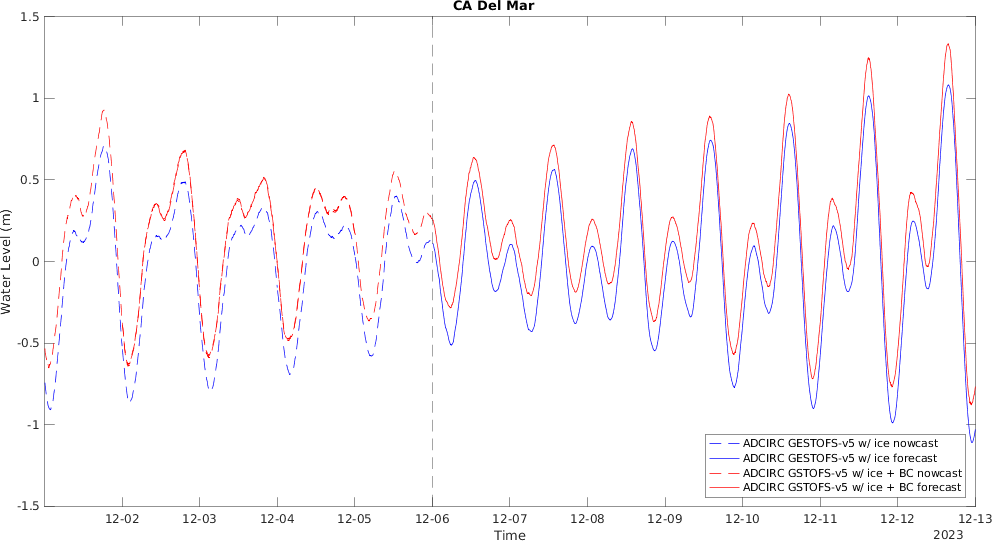 CA Del Mar
1.5
1
0.5
0
-0.5
-1
-1.5
Water Level (m)
12-02 12-03 12-04 12-05 12-06 12-07 12-08 12-09 12-10 12-11 12-12 12-13
Time
2023
ADCIRC GESTOFS-v5 w/ ice nowcast
ADCIRC GESTOFS-v5 w/ ice forecast
ADCIRC GSTOFS-v5 w/ ice + BC nowcast
ADCIRC GSTOFS-v5 w/ ice + BC forecast